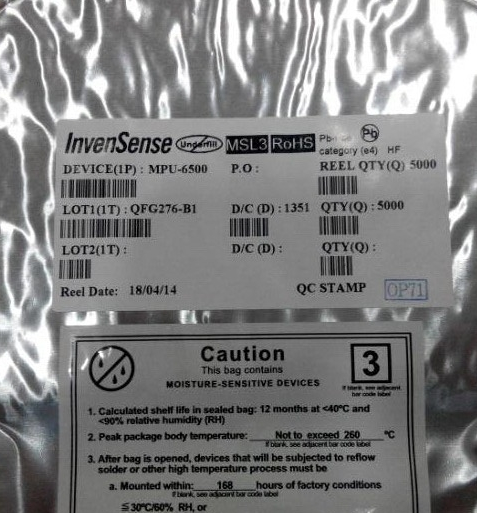 InvenSense Underfill MSL3 RoHS Pb-free Pb
category (e4) HF
DEVICE(1P) : MPU-6500 P.O : REEL QTY(Q) 5000
LOT1(1T) : QFG276-B1 D/C (D) : 1351 QTY(Q) : 5000
LOT2(1T) : D/C (D) : QTY(Q) :
Reel Date: 18/04/14 QC STAMP OP71
Caution
This bag contains
MOISTURE-SENSITIVE DEVICES
3
If blank, see adjacent
bar code label
1. Calculated shelf life in sealed bag: 12 months at <40°C and
<90% relative humidity (RH)
2. Peak package body temperature: Not to exceed 260 °C
If blank, see adjacent bar code label
3. After bag is opened, devices that will be subjected to reflow
solder or other high temperature process must be
a. Mounted within: 168 hours of factory conditions
If blank, see adjacent bar code label
≦30°C/60% RH, or